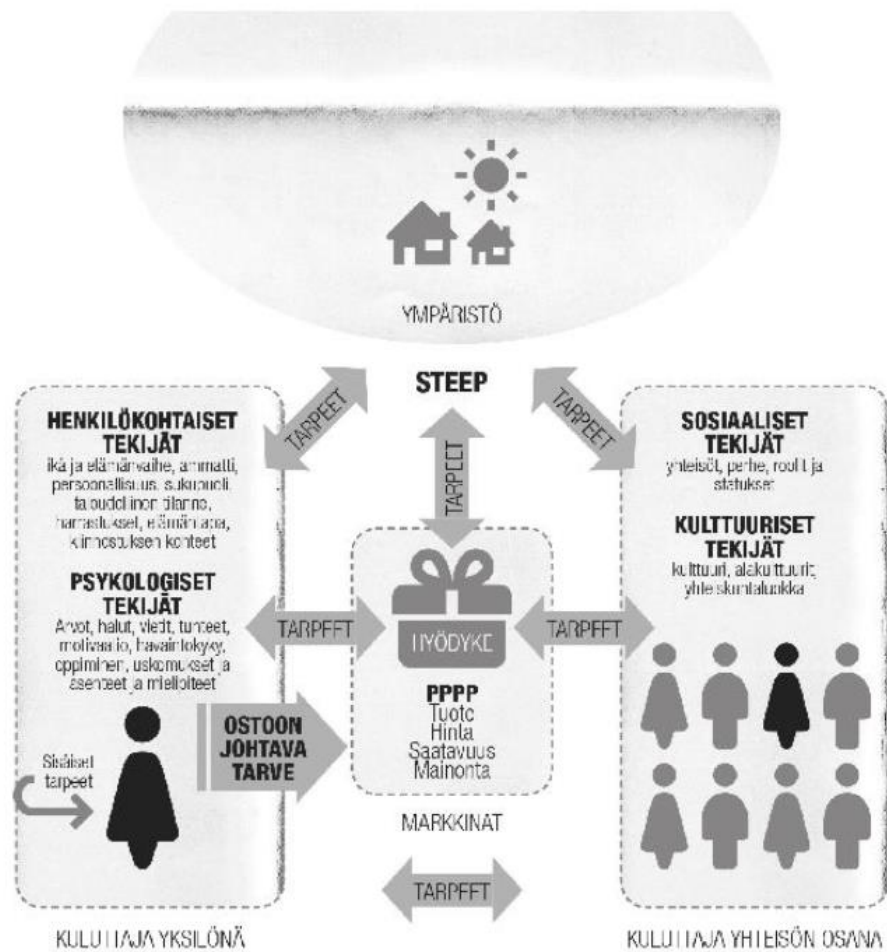 YMPÄRISTÖ
STEEP
TARPEET
TARPEET
TARPEET
HENKILÖKOHTAISET
TEKIJÄT
ikä ja elämänvaihe, ammatti,
persoonallisuus, sukupuoli,
taloudellinen tilanne,
harrastukset, elämäntapa,
kiinnostuksen kohteet
PSYKOLOGISET
TEKIJÄT
Arvot, halut, vietit, tunteet,
motivaatio, havaintokyky,
oppiminen, uskomukset ja
asenteet ja mielipiteet
Sisäiset
tarpeet
OSTOON
JOHTAVA
TARVE
KULUTTAJA YKSILÖNÄ
TARPEET
HYÖDYKE
PPPP
Tuote
Hinta
Saatavuus
Mainonta
MARKKINAT
TARPEET
TARPEET
SOSIAALISET
TEKIJÄT
yhteisöt, perhe, roolit ja
statukset
KULTTUURISET
TEKIJÄT
kulttuuri, alakulttuurit,
yhteiskuntaluokka
KULUTTAJA YHTEISÖN OSANA